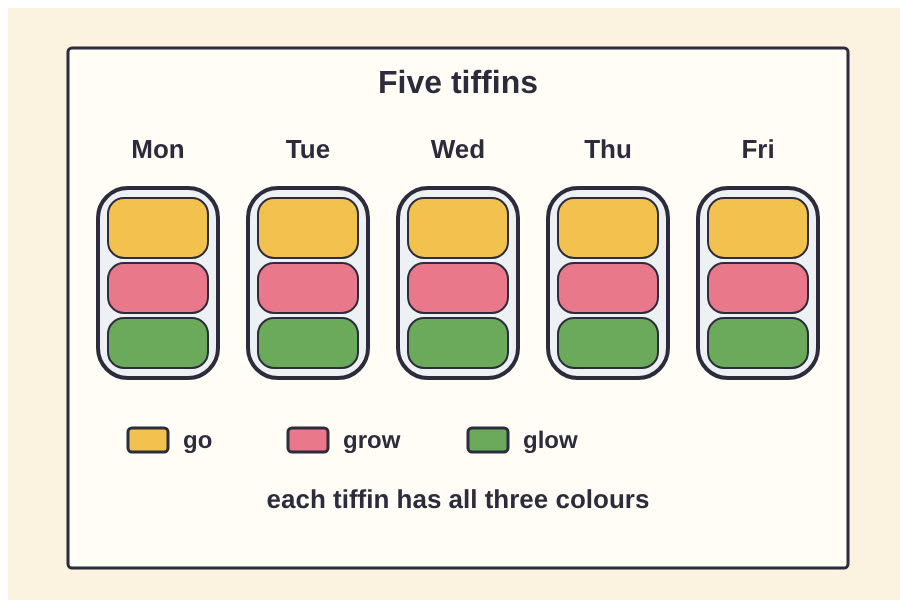 Five tiffins
Mon Tue Wed Thu Fri
go grow glow
each tiffin has all three colours